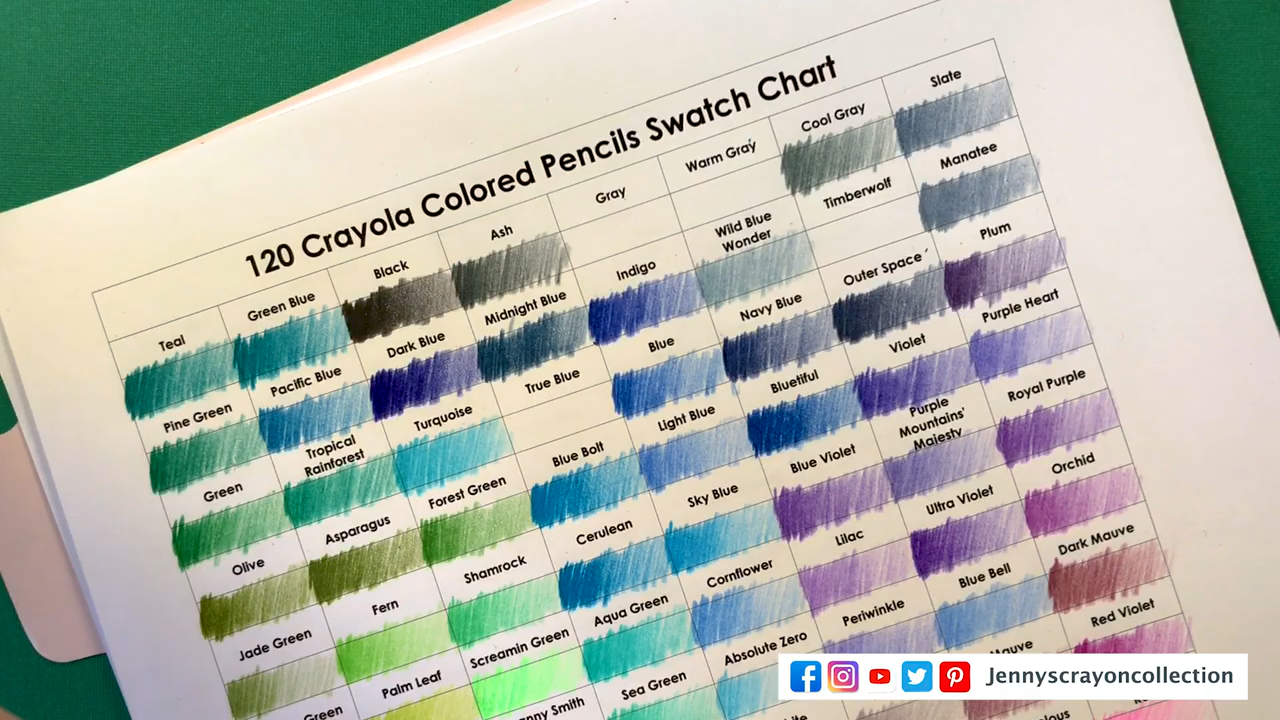 120 Crayola Colored Pencils Swatch Chart
Teal Green Blue Black Ash Gray Warm Gray Cool Gray Slate
Pine Green Pacific Blue Dark Blue Midnight Blue Indigo Wild Blue Timberwolf Manatee
Wonder
Green Tropical Turquoise True Blue Blue Navy Blue Outer Space Plum
Rainforest
Olive Asparagus Forest Green Blue Bolt Light Blue Bluetiful Violet Purple Heart
Jade Green Fern Shamrock Cerulean Sky Blue Blue Violet Purple Royal Purple
Mountains'
Majesty
Green Palm Leaf Screamin Green Aqua Green Cornflower Lilac Ultra Violet Orchid
Smith Sea Green Absolute Zero Periwinkle Blue Bell Dark Mauve
Mauve Red Violet
Jennyscrayoncollection